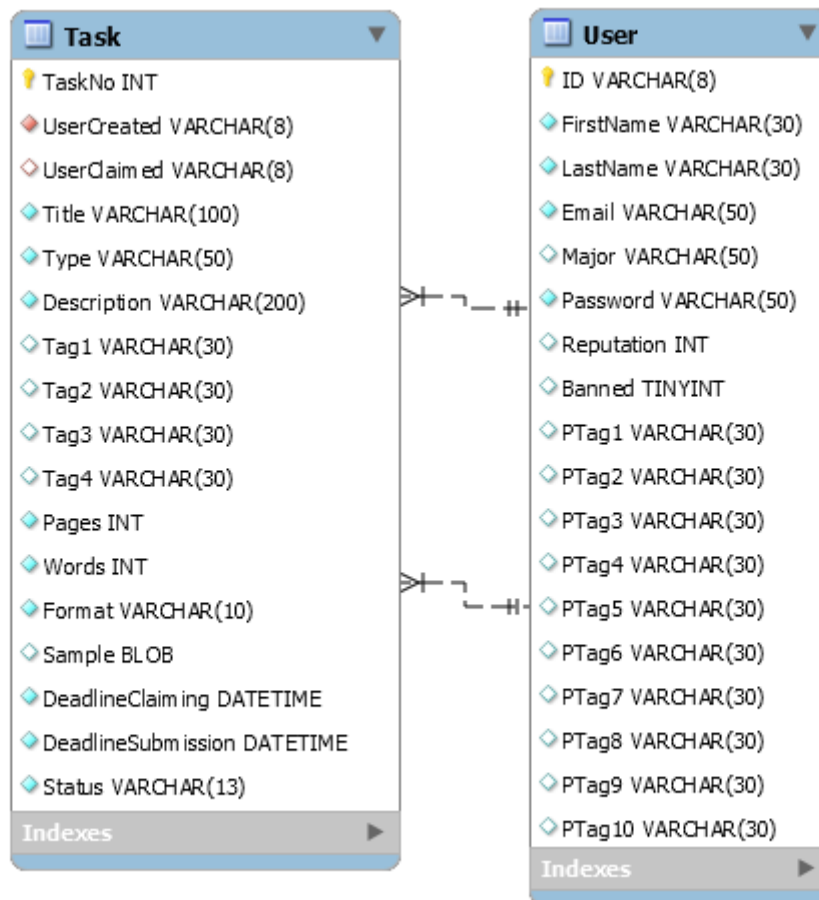 Task
TaskNo INT
UserCreated VARCHAR(8)
UserClaimed VARCHAR(8)
Title VARCHAR(100)
Type VARCHAR(50)
Description VARCHAR(200)
Tag1 VARCHAR(30)
Tag2 VARCHAR(30)
Tag3 VARCHAR(30)
Tag4 VARCHAR(30)
Pages INT
Words INT
Format VARCHAR(10)
Sample BLOB
DeadlineClaiming DATETIME
DeadlineSubmission DATETIME
Status VARCHAR(13)
Indexes
User
ID VARCHAR(8)
FirstName VARCHAR(30)
LastName VARCHAR(30)
Email VARCHAR(50)
Major VARCHAR(50)
Password VARCHAR(50)
Reputation INT
Banned TINYINT
PTag1 VARCHAR(30)
PTag2 VARCHAR(30)
PTag3 VARCHAR(30)
PTag4 VARCHAR(30)
PTag5 VARCHAR(30)
PTag6 VARCHAR(30)
PTag7 VARCHAR(30)
PTag8 VARCHAR(30)
PTag9 VARCHAR(30)
PTag10 VARCHAR(30)
Indexes